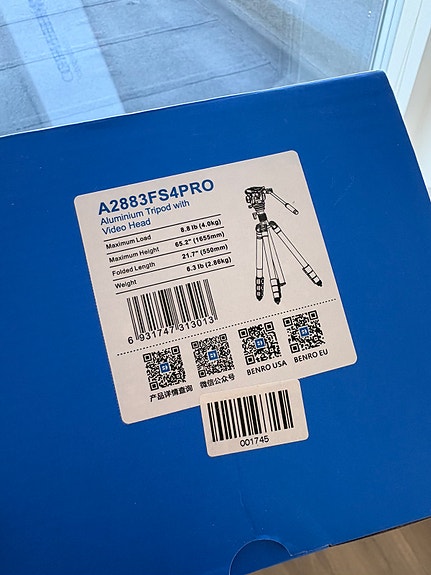 A2883FS4PRO
Aluminium Tripod with
Video Head
Maximum Load 8.8 lb (4.0kg)
Maximum Height 65.2" (1655mm)
Folded Length 21.7" (550mm)
Weight 6.3 lb (2.86kg)
6 931747 313013
产品详情查询 微信公众号 BENRO USA BENRO EU
001745